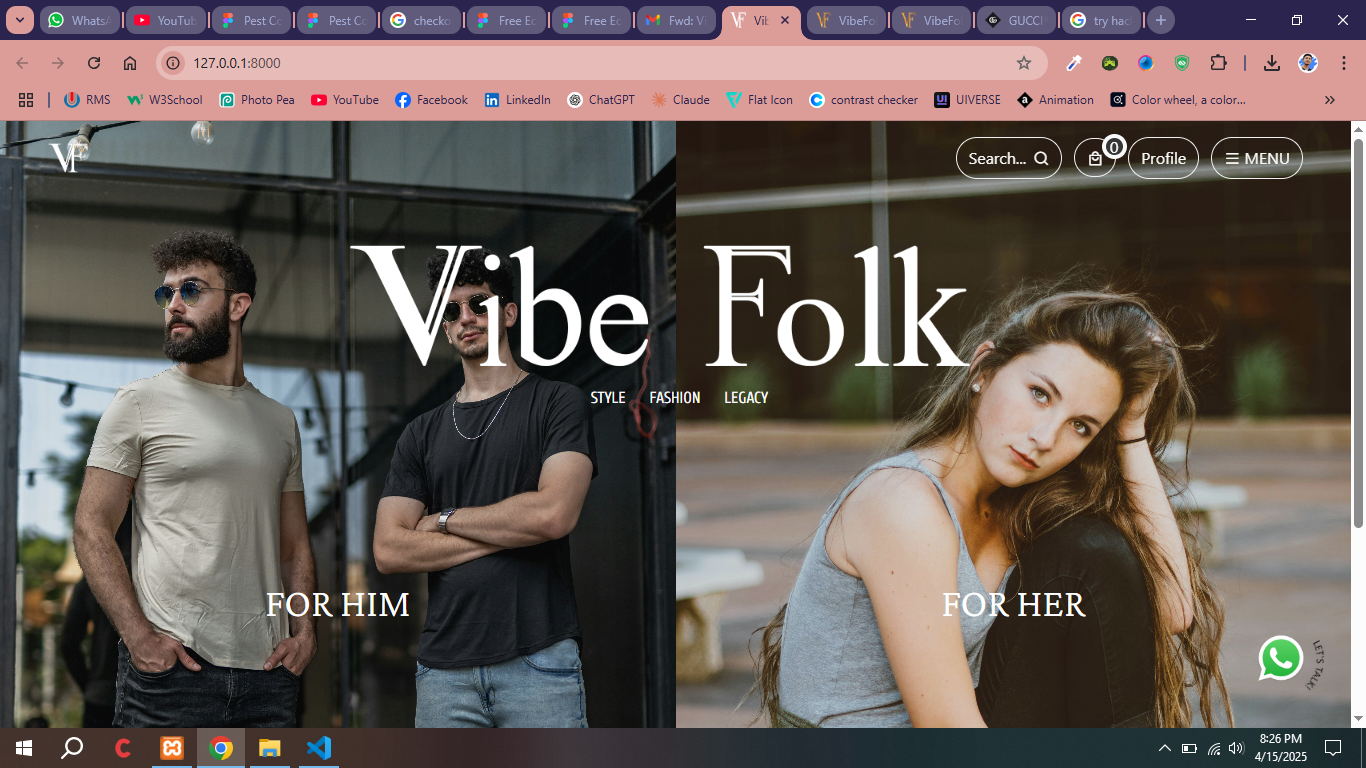 WhatsA
YouTub
Pest Co
Pest Co
checko
Free Ec
Free Ec
Fwd: Vi
Vib
VibeFo
VibeFo
GUCCI
try hac
127.0.0.1:8000
RMS
W3School
Photo Pea
YouTube
Facebook
LinkedIn
ChatGPT
Claude
Flat Icon
contrast checker
UIVERSE
Animation
Color wheel, a color...
VF
Search...
0
Profile
MENU
Vibe Folk
STYLE FASHION LEGACY
FOR HIM
FOR HER
LET'S TALK!
8:26 PM
4/15/2025